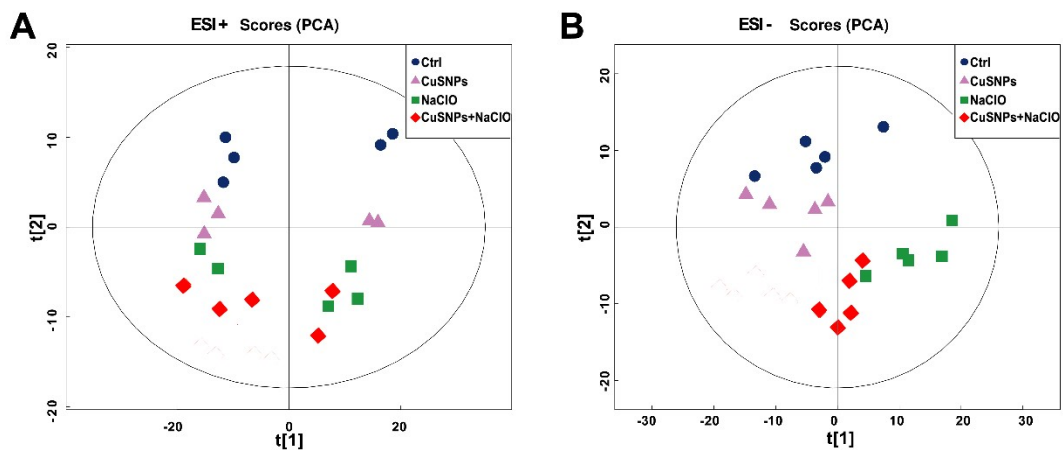 A
ESI+ Scores (PCA)
Ctrl
CuSNPs
NaClO
CuSNPs+NaClO
20
10
0
-10
-20
t[2]
-20
0
20
t[1]
B
ESI- Scores (PCA)
Ctrl
CuSNPs
NaClO
CuSNPs+NaClO
20
10
0
-10
-20
t[2]
-30
-20
-10
0
10
20
30
t[1]